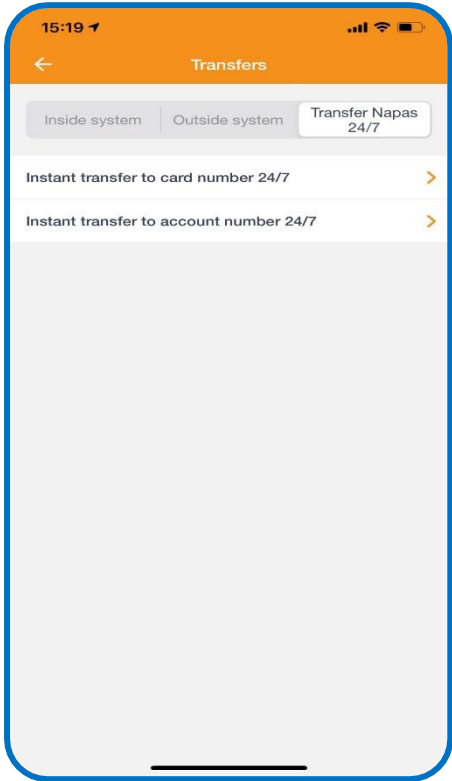 15:19
Transfers
Inside system
Outside system
Transfer Napas
24/7
Instant transfer to card number 24/7
Instant transfer to account number 24/7